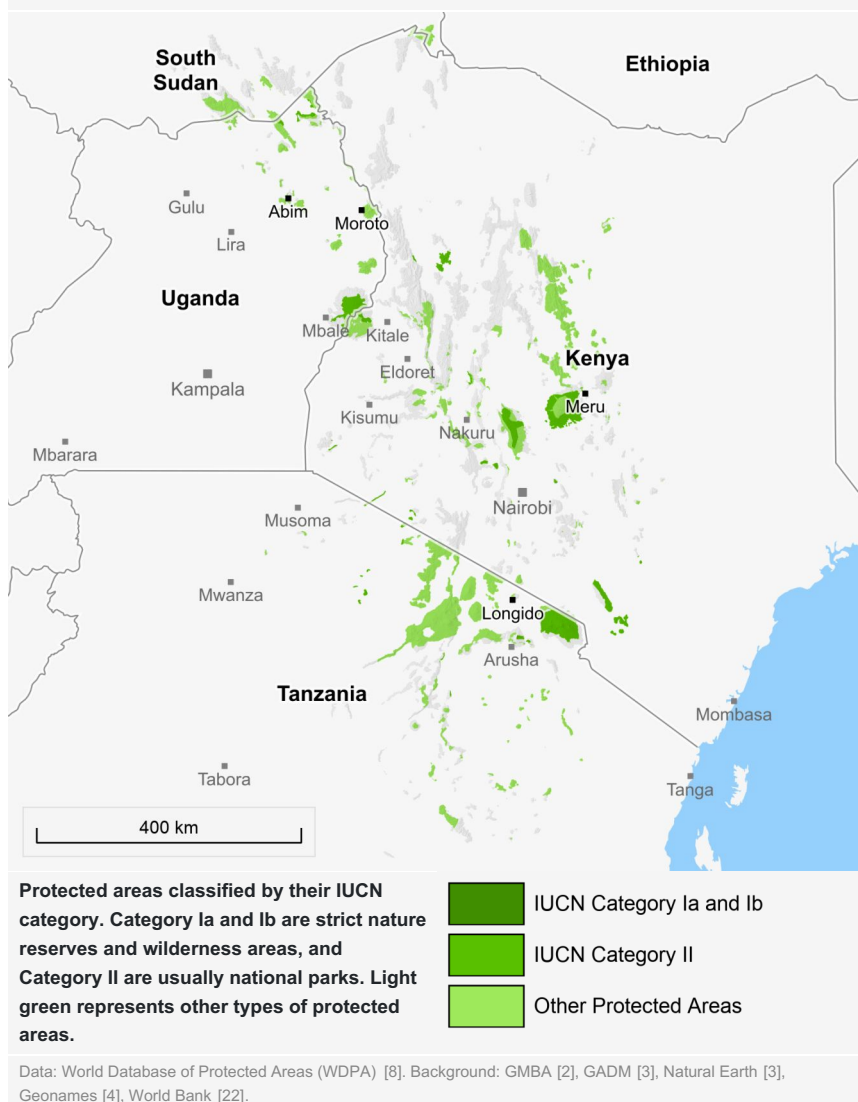 South
Sudan
Ethiopia
Gulu
Abim
Moroto
Lira
Uganda
Mbale
Kitale
Kenya
Eldoret
Kampala
Meru
Kisumu
Nakuru
Mbarara
Nairobi
Musoma
Mwanza
Longido
Arusha
Tanzania
Mombasa
Tabora
Tanga
400 km
Protected areas classified by their IUCN
category. Category Ia and Ib are strict nature
reserves and wilderness areas, and
Category II are usually national parks. Light
green represents other types of protected
areas.
IUCN Category Ia and Ib
IUCN Category II
Other Protected Areas
Data: World Database of Protected Areas (WDPA) [8]. Background: GMBA [2], GADM [3], Natural Earth [3],
Geonames [4], World Bank [22].